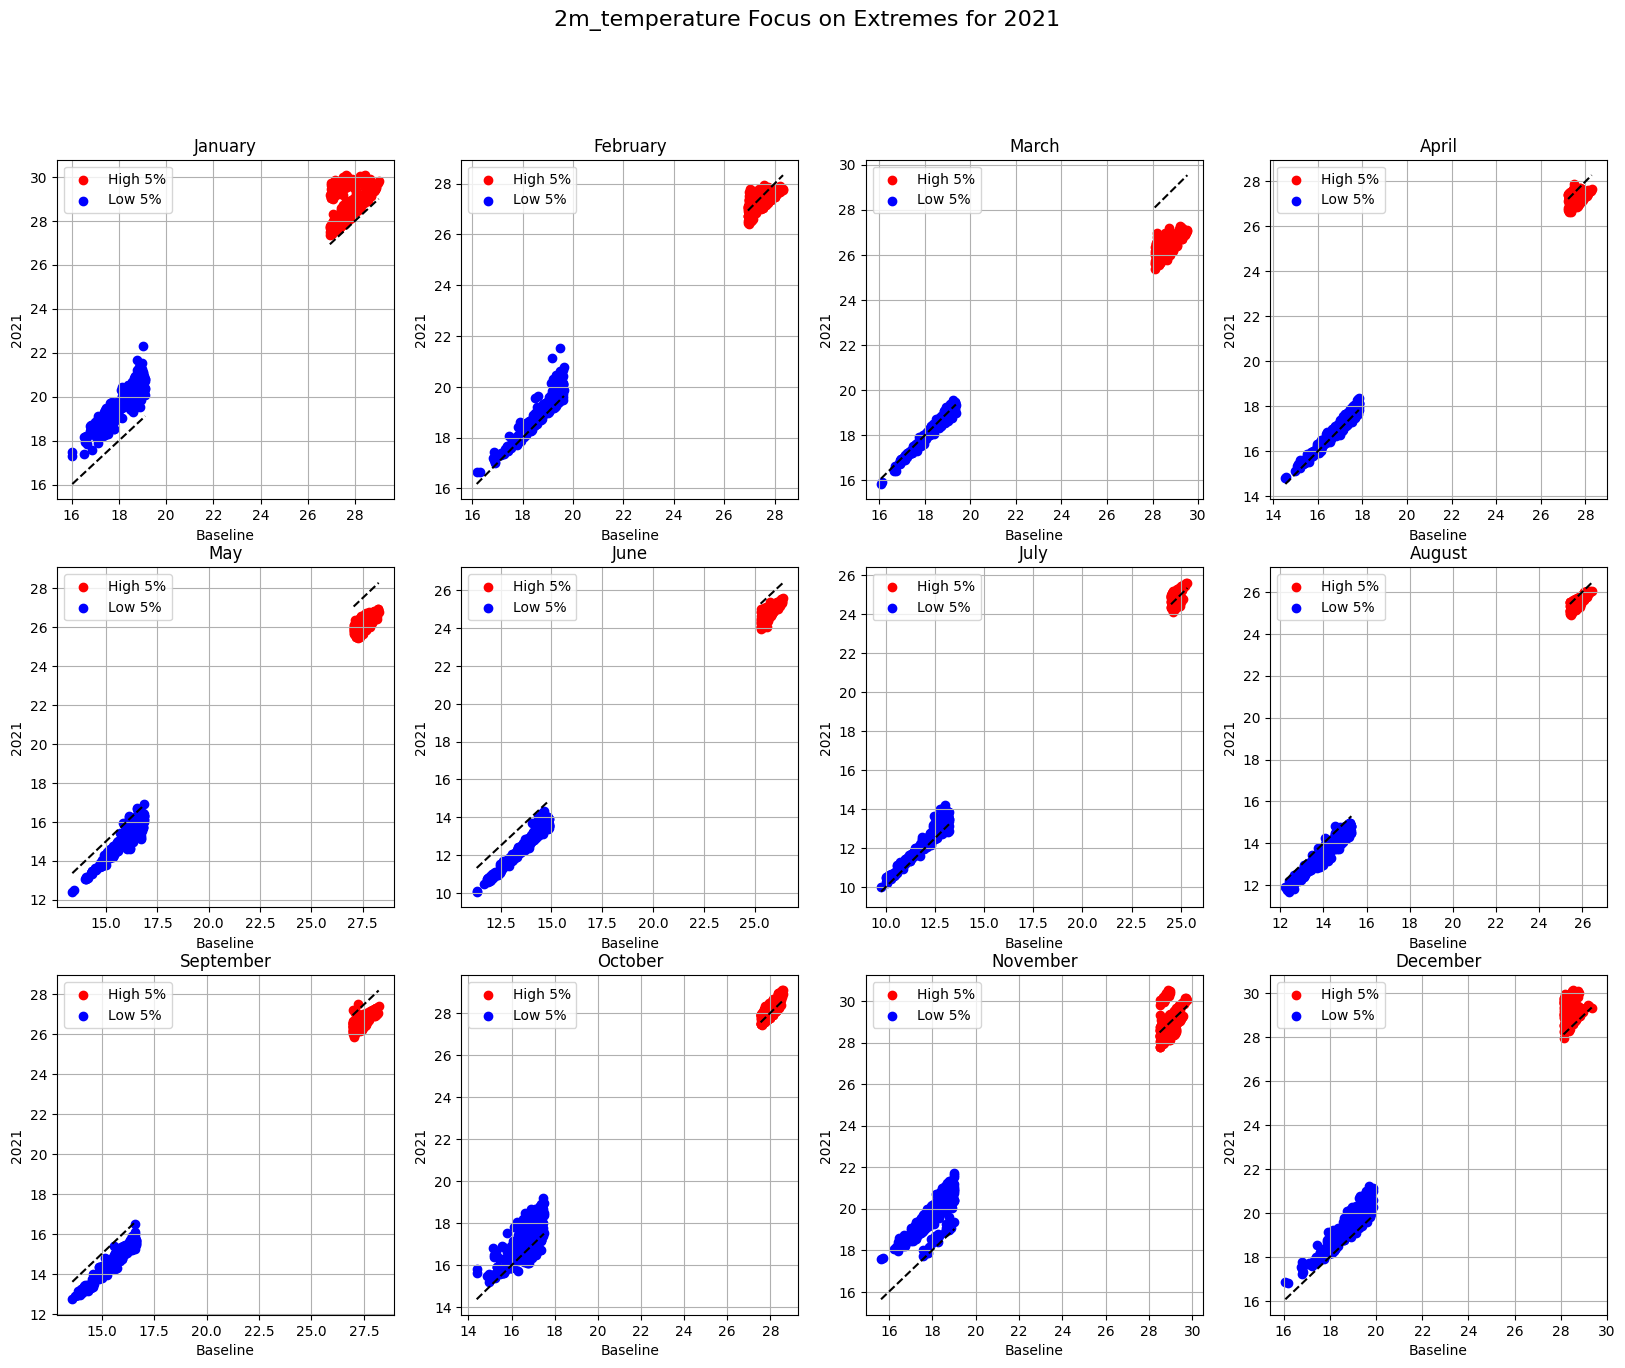 2m_temperature Focus on Extremes for 2021
January
High 5%
Low 5%
30
28
26
24
22
20
18
16
2021
16 18 20 22 24 26 28
Baseline
February
High 5%
Low 5%
28
26
24
22
20
18
16
2021
16 18 20 22 24 26 28
Baseline
March
High 5%
Low 5%
30
28
26
24
22
20
18
16
2021
16 18 20 22 24 26 28 30
Baseline
April
High 5%
Low 5%
28
26
24
22
20
18
16
14
2021
14 16 18 20 22 24 26 28
Baseline
May
High 5%
Low 5%
28
26
24
22
20
18
16
14
12
2021
15.0 17.5 20.0 22.5 25.0 27.5
Baseline
June
High 5%
Low 5%
26
24
22
20
18
16
14
12
10
2021
12.5 15.0 17.5 20.0 22.5 25.0
Baseline
July
High 5%
Low 5%
26
24
22
20
18
16
14
12
10
2021
10.0 12.5 15.0 17.5 20.0 22.5 25.0
Baseline
August
High 5%
Low 5%
26
24
22
20
18
16
14
12
2021
12 14 16 18 20 22 24 26
Baseline
September
High 5%
Low 5%
28
26
24
22
20
18
16
14
12
2021
15.0 17.5 20.0 22.5 25.0 27.5
Baseline
October
High 5%
Low 5%
28
26
24
22
20
18
16
14
2021
14 16 18 20 22 24 26 28
Baseline
November
High 5%
Low 5%
30
28
26
24
22
20
18
16
2021
16 18 20 22 24 26 28 30
Baseline
December
High 5%
Low 5%
30
28
26
24
22
20
18
16
2021
16 18 20 22 24 26 28 30
Baseline